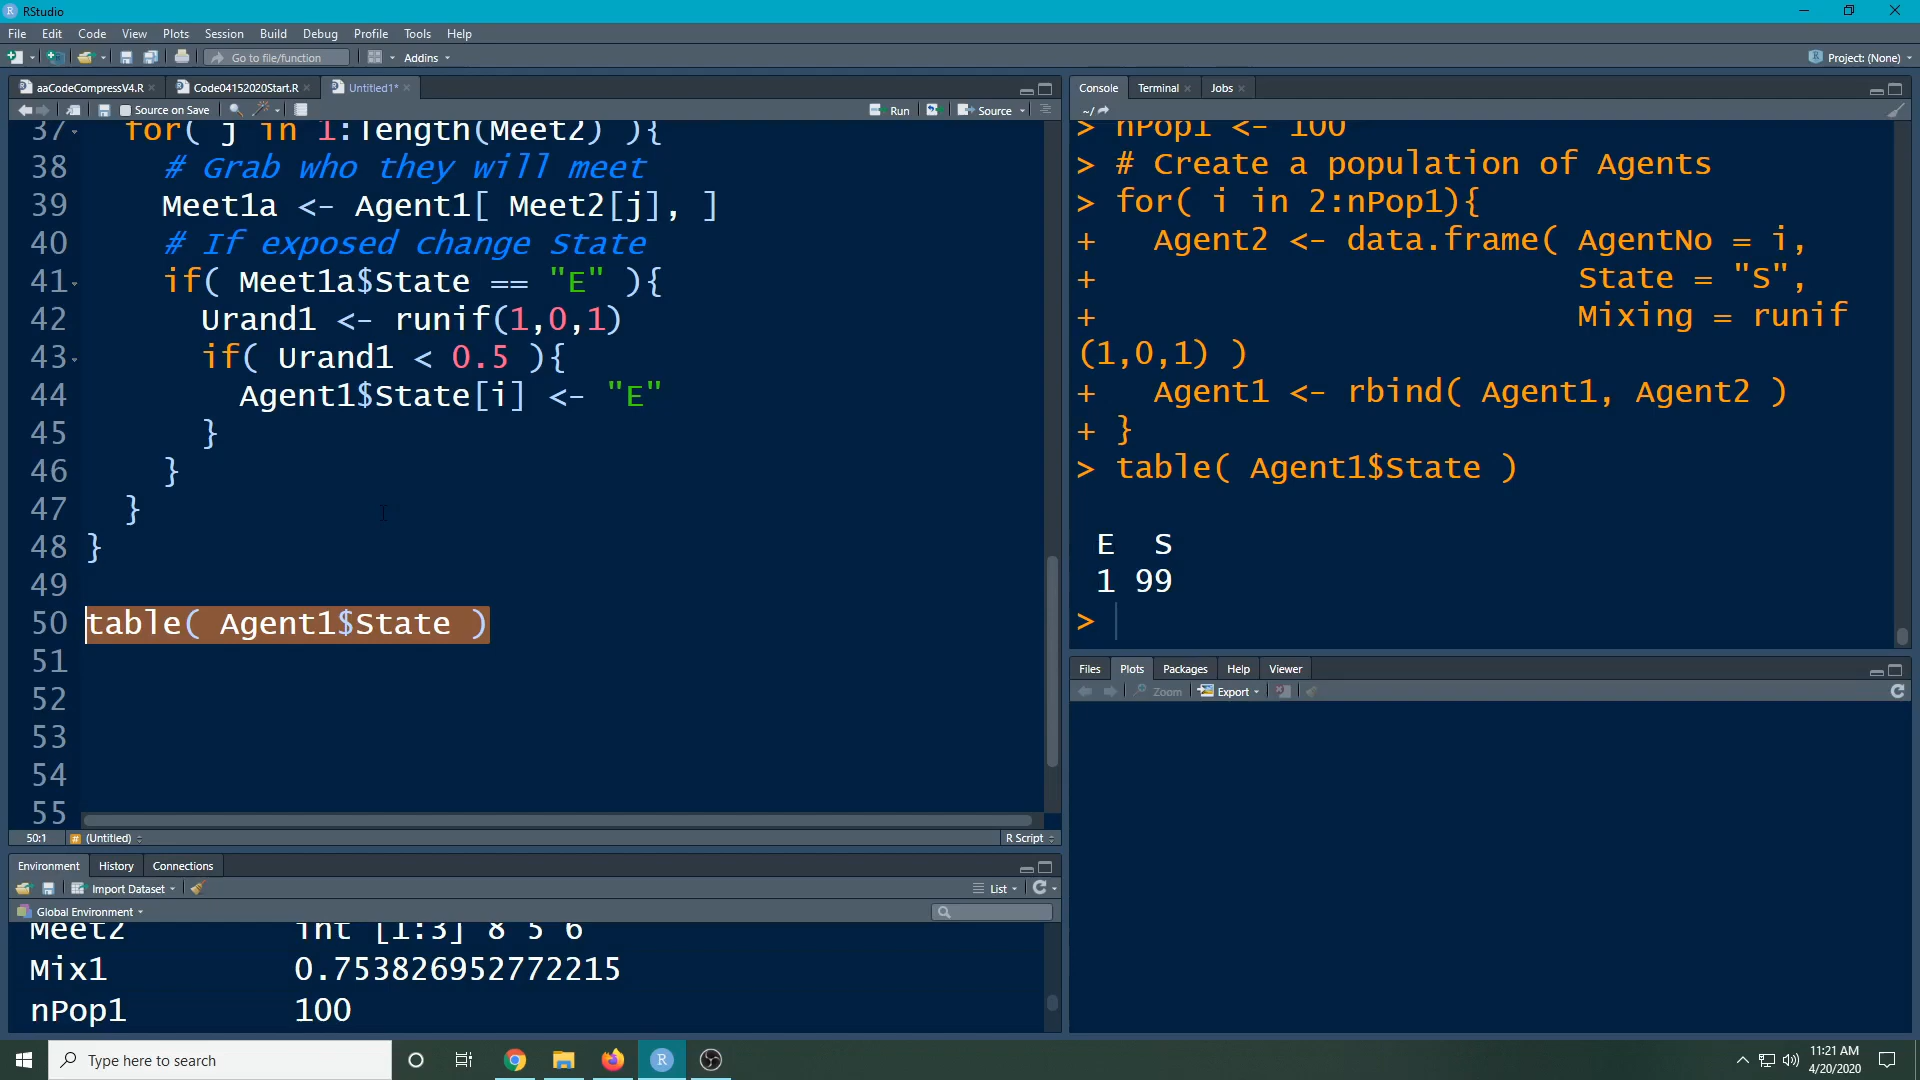 RStudio
File Edit Code View Plots Session Build Debug Profile Tools Help
Go to file/function
Addins
Project: (None)
aaCodeCompressV4.R
Code04152020Start.R
Untitled1*
Source on Save
Run
Source
37 for( j in 1:length(Meet2) ){
38 # Grab who they will meet
39 Meet1a <- Agent1[ Meet2[j], ]
40 # If exposed change State
41 if( Meet1a$State == "E" ){
42 Urand1 <- runif(1,0,1)
43 if( Urand1 < 0.5 ){
44 Agent1$State[i] <- "E"
45 }
46 }
47 }
48 }
49
50 table( Agent1$State )
51
52
53
54
55
50:1 # (Untitled) R Script
Environment History Connections
Import Dataset
List
Global Environment
Meet2 int [1:3] 8 5 6
Mix1 0.753826952772215
nPop1 100
Console Terminal Jobs
~/
> nPop1 <- 100
> # Create a population of Agents
> for( i in 2:nPop1){
+ Agent2 <- data.frame( AgentNo = i,
+ State = "S",
+ Mixing = runif
(1,0,1) )
+ Agent1 <- rbind( Agent1, Agent2 )
+ }
> table( Agent1$State )
E S
1 99
>
Files Plots Packages Help Viewer
Zoom Export
Type here to search
11:21 AM
4/20/2020